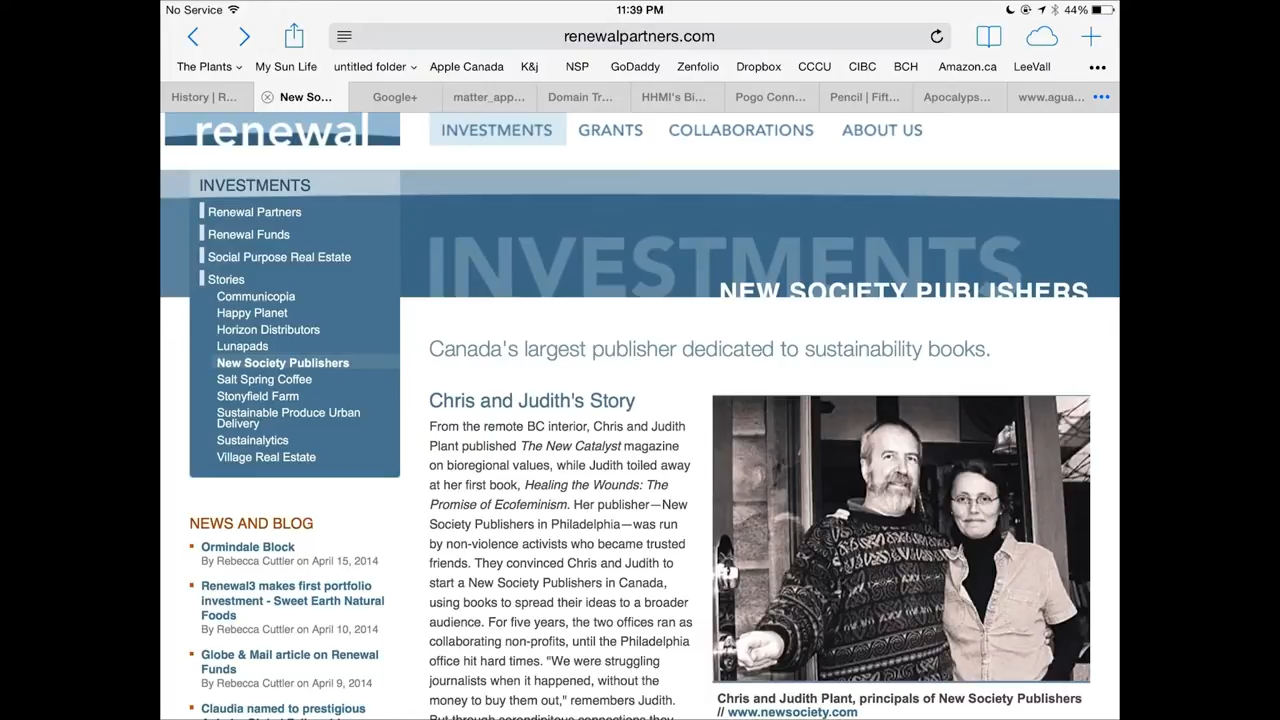 No Service 11:39 PM 44%
renewalpartners.com
The Plants My Sun Life untitled folder Apple Canada K&j NSP GoDaddy Zenfolio Dropbox CCCU CIBC BCH Amazon.ca LeeVall •••
History | R... New So... Google+ matter_app... Domain Tr... HHMI's Bi... Pogo Conn... Pencil | Fift... Apocalyps... www.agua... •••
renewal INVESTMENTS GRANTS COLLABORATIONS ABOUT US
INVESTMENTS
Renewal Partners
Renewal Funds
Social Purpose Real Estate
Stories
Communicopia
Happy Planet
Horizon Distributors
Lunapads
New Society Publishers
Salt Spring Coffee
Stonyfield Farm
Sustainable Produce Urban
Delivery
Sustainalytics
Village Real Estate
NEWS AND BLOG
Ormindale Block
By Rebecca Cuttler on April 15, 2014
Renewal3 makes first portfolio
investment - Sweet Earth Natural
Foods
By Rebecca Cuttler on April 10, 2014
Globe & Mail article on Renewal
Funds
By Rebecca Cuttler on April 9, 2014
Claudia named to prestigious
INVESTMENTS
NEW SOCIETY PUBLISHERS
Canada's largest publisher dedicated to sustainability books.
Chris and Judith's Story
From the remote BC interior, Chris and Judith
Plant published The New Catalyst magazine
on bioregional values, while Judith toiled away
at her first book, Healing the Wounds: The
Promise of Ecofeminism. Her publisher—New
Society Publishers in Philadelphia—was run
by non-violence activists who became trusted
friends. They convinced Chris and Judith to
start a New Society Publishers in Canada,
using books to spread their ideas to a broader
audience. For five years, the two offices ran as
collaborating non-profits, until the Philadelphia
office hit hard times. "We were struggling
journalists when it happened, without the
money to buy them out," remembers Judith.
But through serendipitous connections they
Chris and Judith Plant, principals of New Society Publishers
// www.newsociety.com